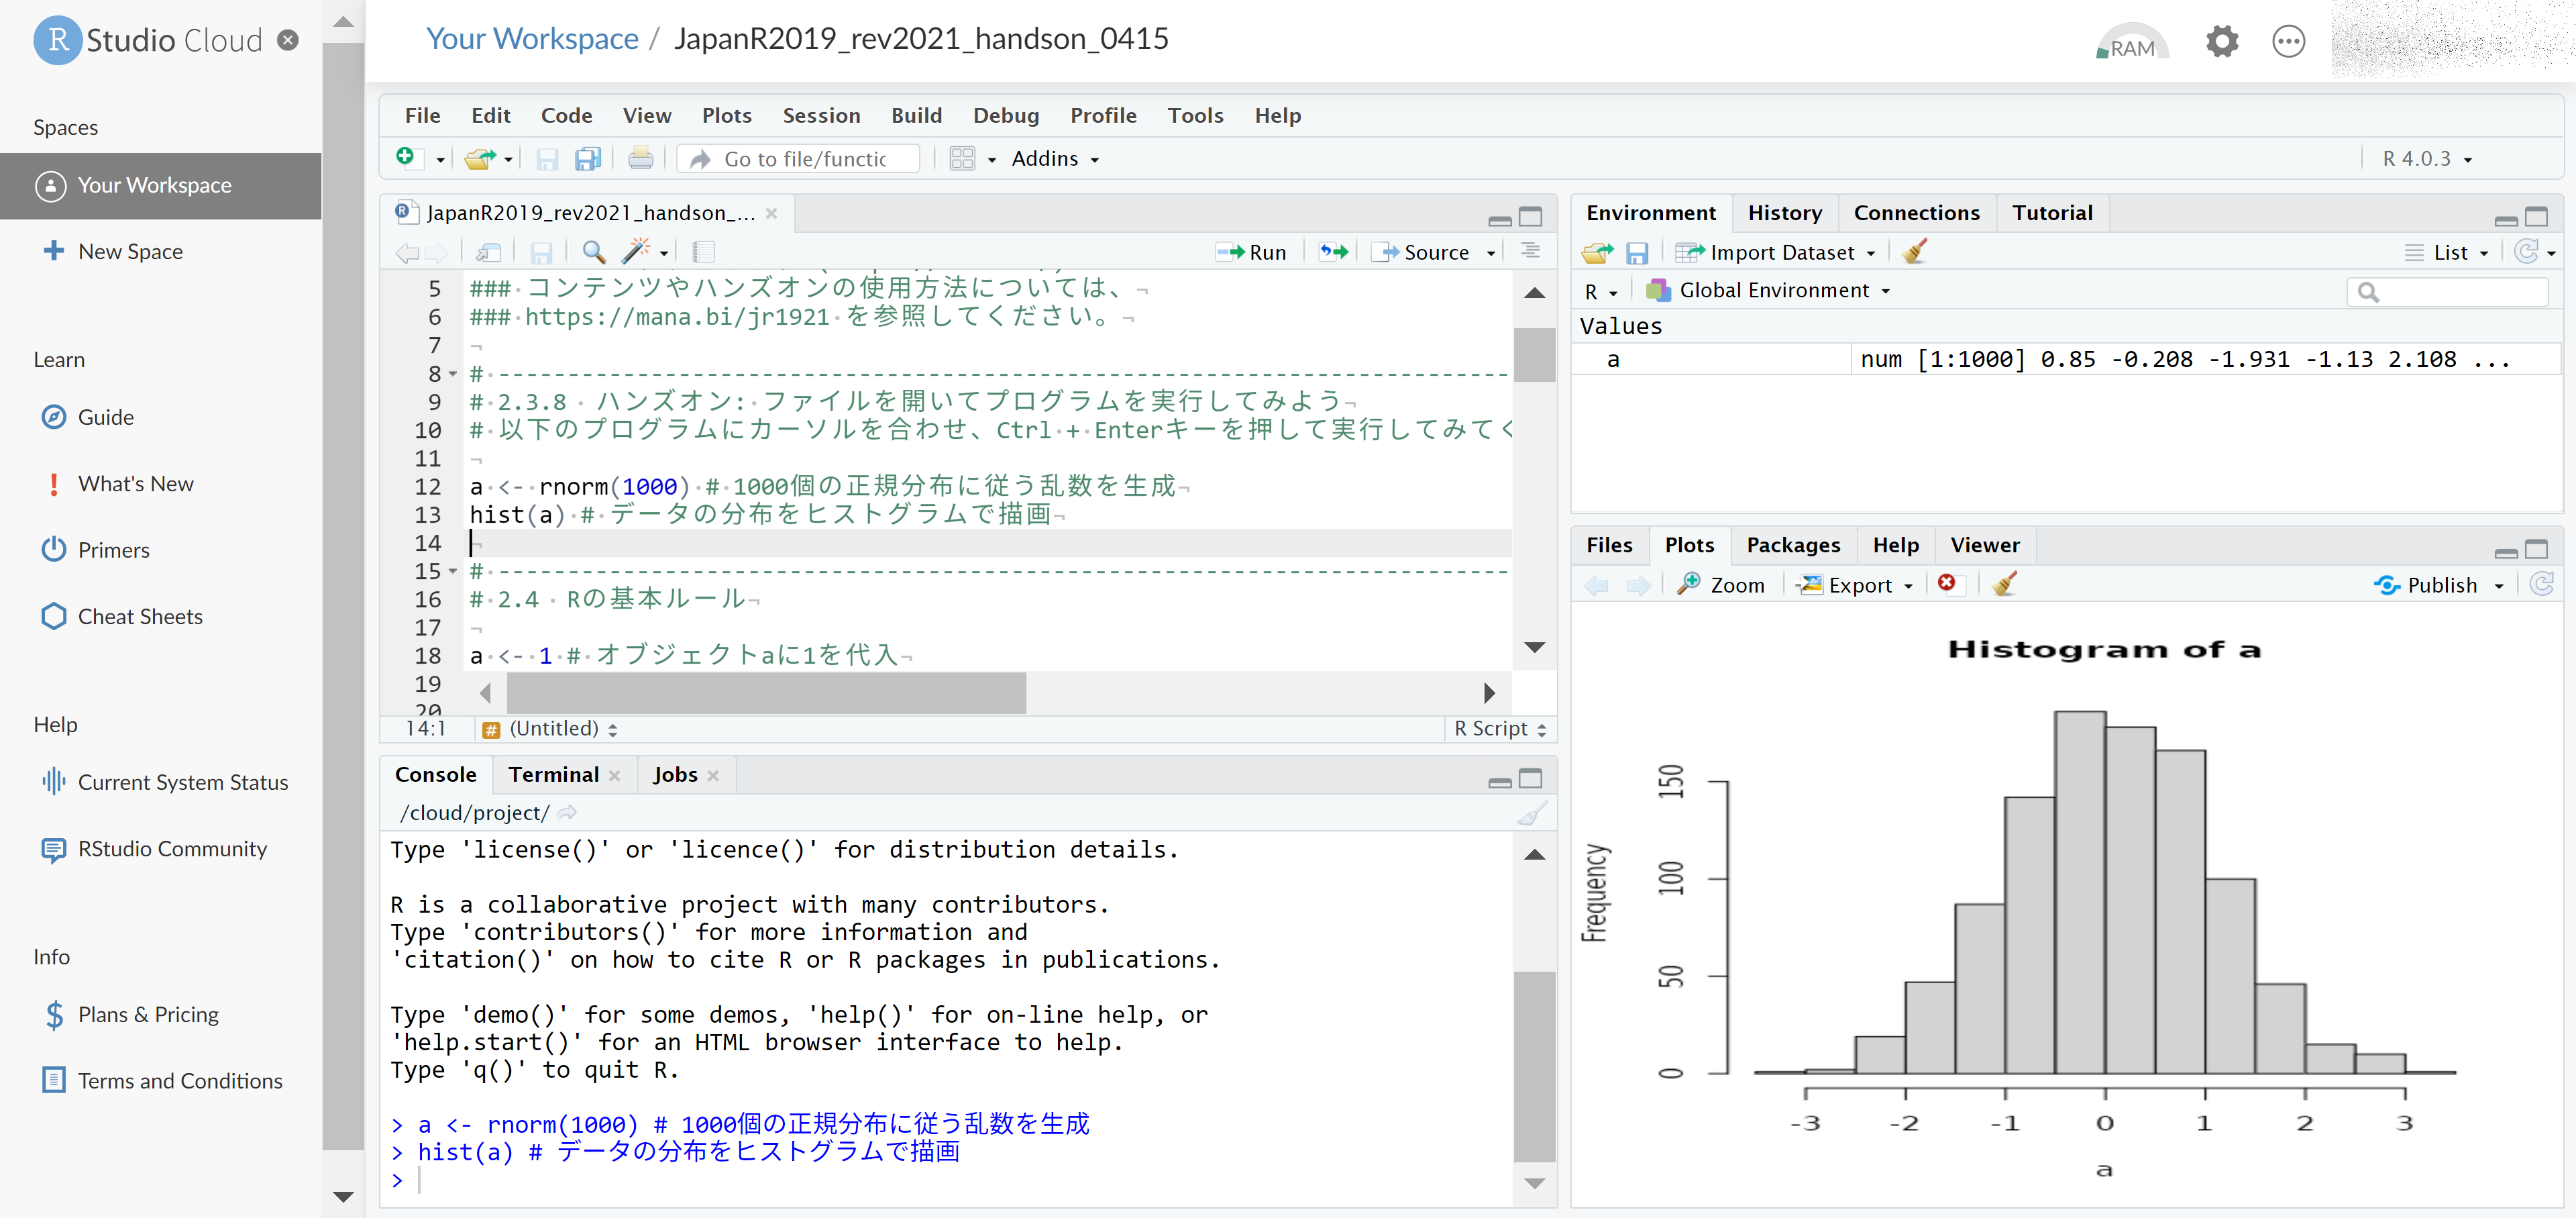 R Studio Cloud
Spaces
Your Workspace
New Space
Learn
Guide
What's New
Primers
Cheat Sheets
Help
Current System Status
RStudio Community
Info
Plans & Pricing
Terms and Conditions
Your Workspace / JapanR2019_rev2021_handson_0415
RAM
File Edit Code View Plots Session Build Debug Profile Tools Help
Go to file/functic
Addins
R 4.0.3
JapanR2019_rev2021_handson_...
Run
Source
5 ### コンテンツやハンズオンの使用方法については、
6 ### https://mana.bi/jr1921 を参照してください。
7
8 # --------------------------------------------------------------------------
9 # 2.3.8 ハンズオン: ファイルを開いてプログラムを実行してみよう
10 # 以下のプログラムにカーソルを合わせ、Ctrl + Enterキーを押して実行してみてく
11
12 a <- rnorm(1000) # 1000個の正規分布に従う乱数を生成
13 hist(a) # データの分布をヒストグラムで描画
14
15 # --------------------------------------------------------------------------
16 # 2.4 Rの基本ルール
17
18 a <- 1 # オブジェクトaに1を代入
19
20
14:1 # (Untitled) R Script
Console Terminal Jobs
/cloud/project/
Type 'license()' or 'licence()' for distribution details.
R is a collaborative project with many contributors.
Type 'contributors()' for more information and
'citation()' on how to cite R or R packages in publications.
Type 'demo()' for some demos, 'help()' for on-line help, or
'help.start()' for an HTML browser interface to help.
Type 'q()' to quit R.
> a <- rnorm(1000) # 1000個の正規分布に従う乱数を生成
> hist(a) # データの分布をヒストグラムで描画
>
Environment History Connections Tutorial
Import Dataset
List
R Global Environment
Values
a num [1:1000] 0.85 -0.208 -1.931 -1.13 2.108 ...
Files Plots Packages Help Viewer
Zoom Export Publish
Histogram of a
Frequency
150
100
50
0
-3 -2 -1 0 1 2 3
a